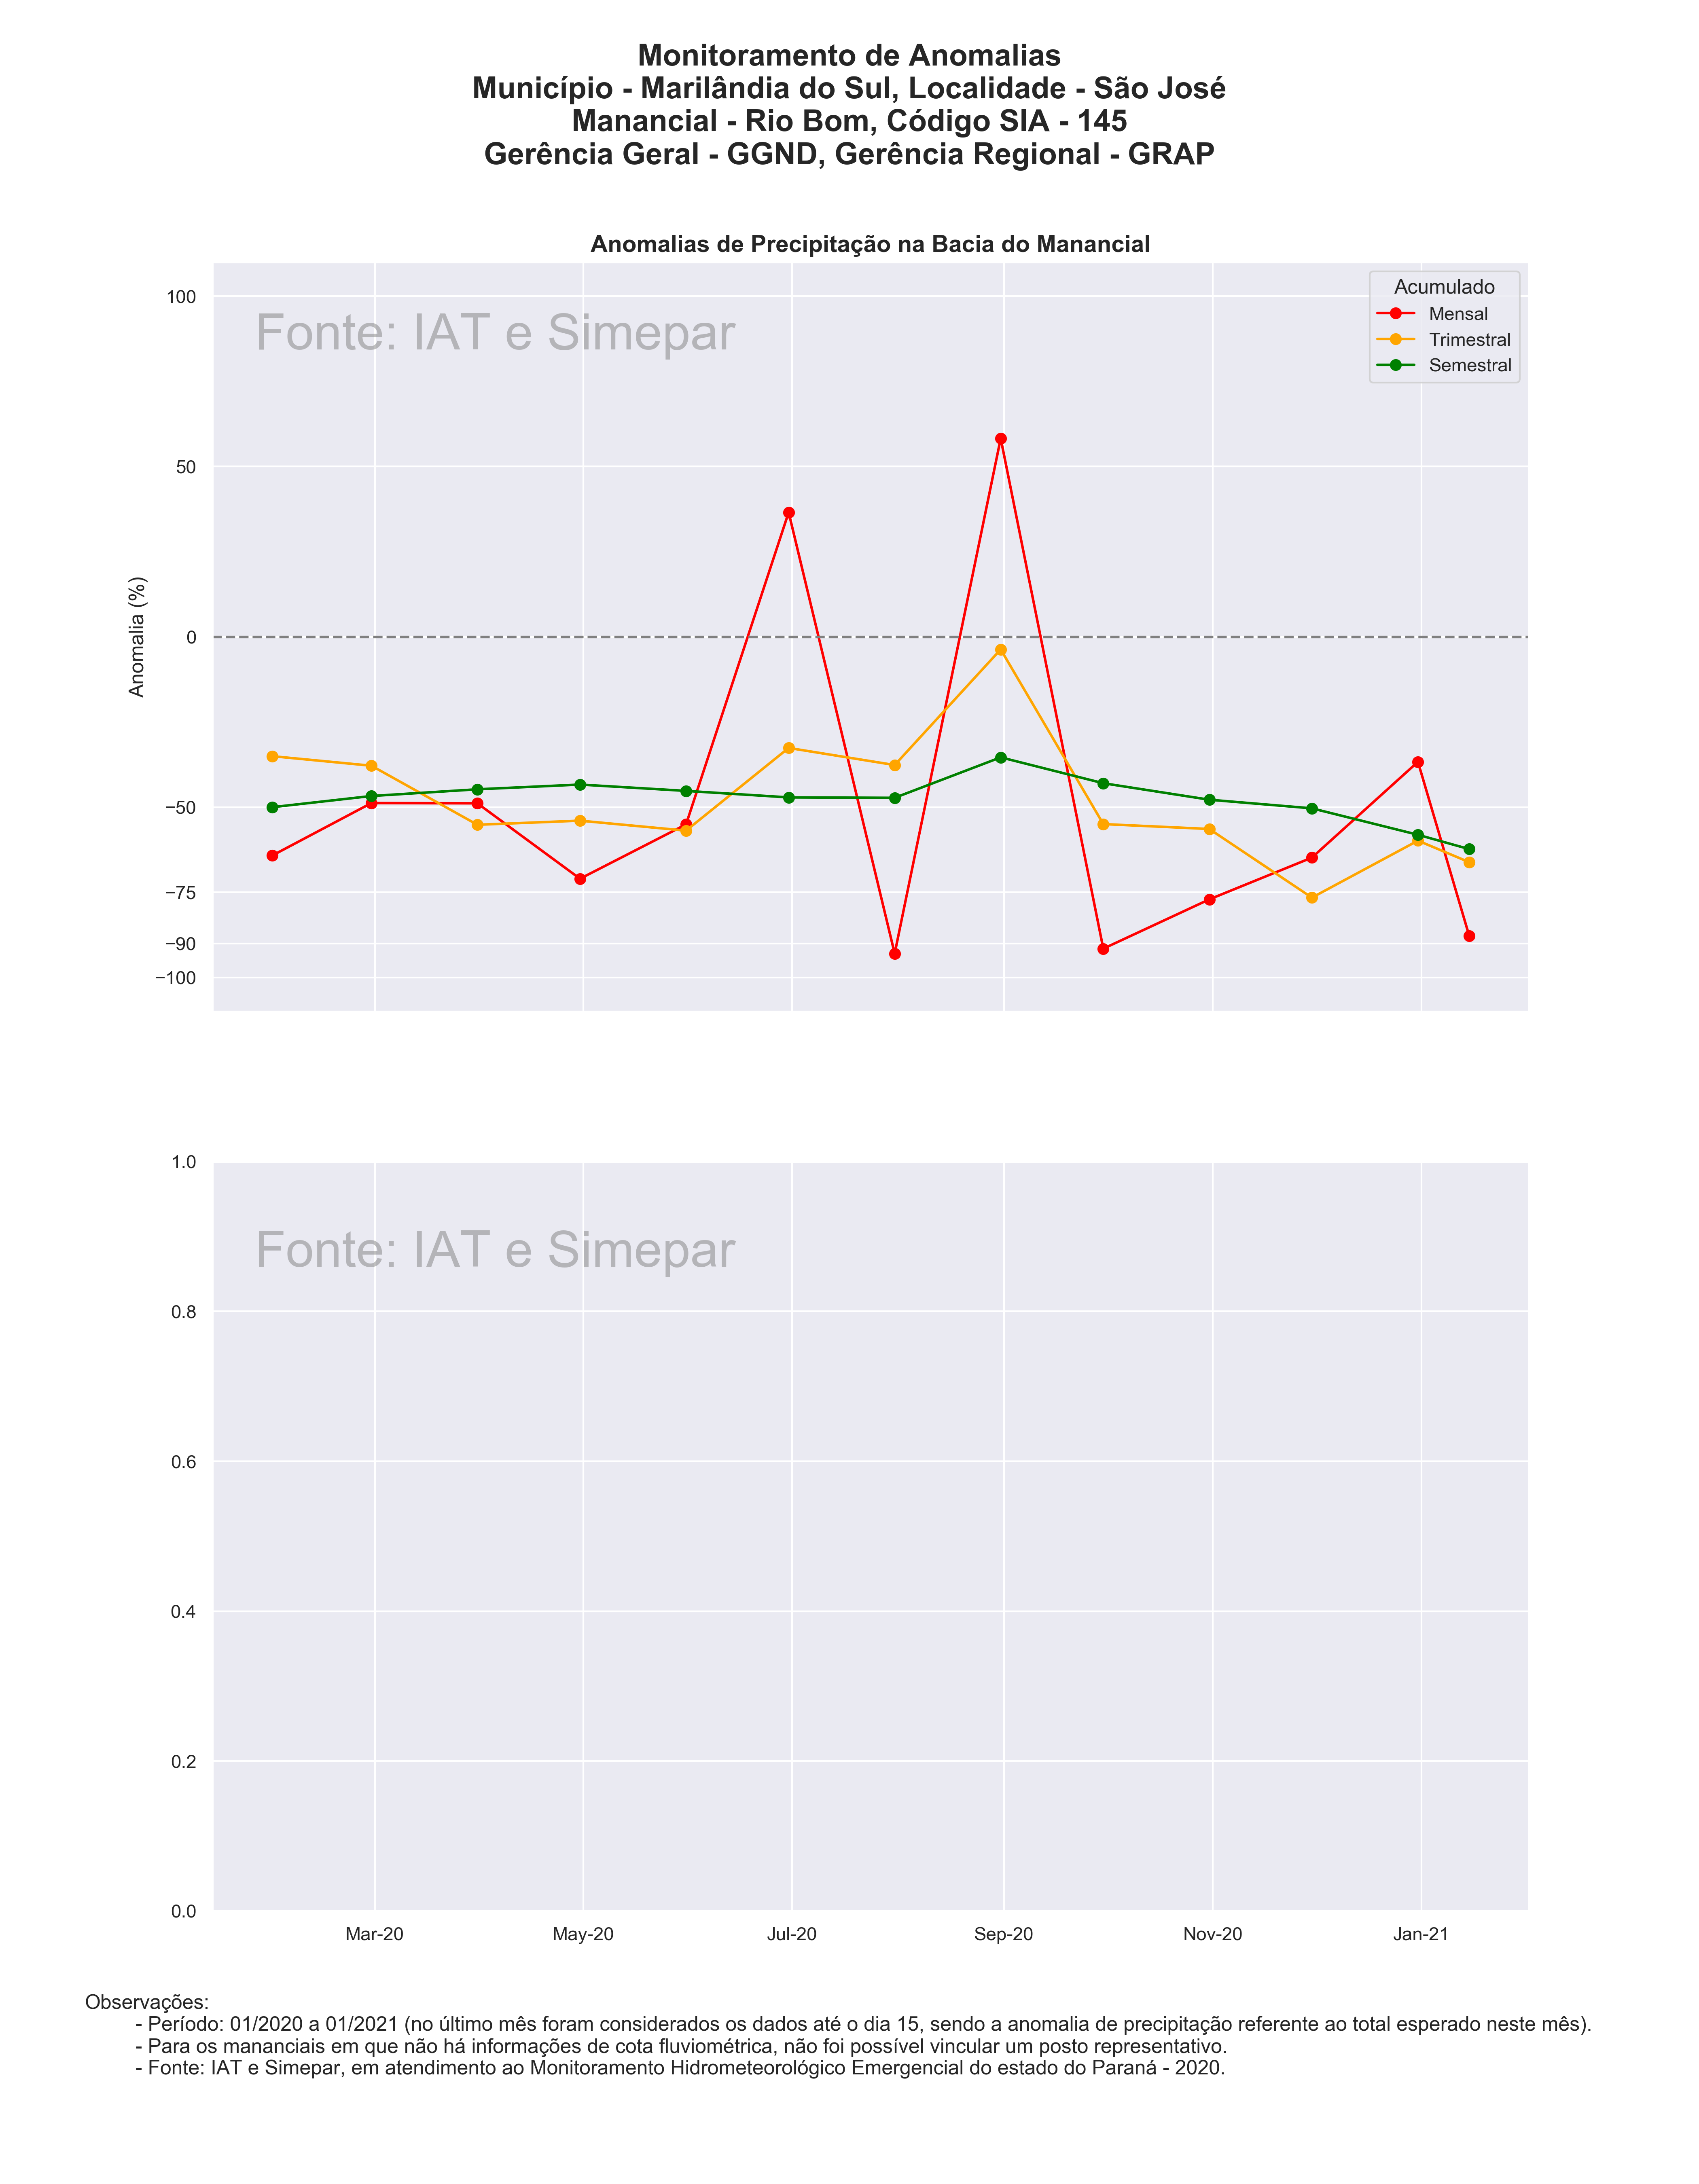 Monitoramento de Anomalias
Município - Marilândia do Sul, Localidade - São José
Manancial - Rio Bom, Código SIA - 145
Gerência Geral - GGND, Gerência Regional - GRAP
Anomalias de Precipitação na Bacia do Manancial
Fonte: IAT e Simepar
Acumulado
Mensal
Trimestral
Semestral
Anomalia (%)
100
50
0
−50
−75
−90
−100
Fonte: IAT e Simepar
1.0
0.8
0.6
0.4
0.2
0.0
Mar-20 May-20 Jul-20 Sep-20 Nov-20 Jan-21
Observações:
- Período: 01/2020 a 01/2021 (no último mês foram considerados os dados até o dia 15, sendo a anomalia de precipitação referente ao total esperado neste mês).
- Para os mananciais em que não há informações de cota fluviométrica, não foi possível vincular um posto representativo.
- Fonte: IAT e Simepar, em atendimento ao Monitoramento Hidrometeorológico Emergencial do estado do Paraná - 2020.